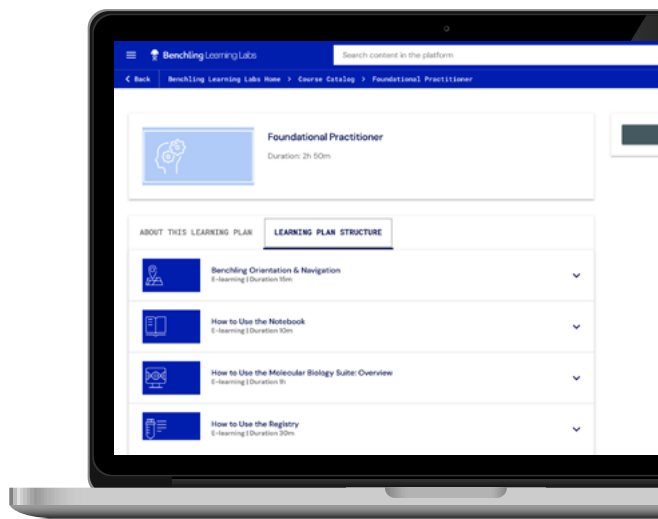 Benchling Learning Labs
Search content in the platform
Back
Benchling Learning Labs Home > Course Catalog > Foundational Practitioner
Foundational Practitioner
Duration: 2h 50m
ABOUT THIS LEARNING PLAN
LEARNING PLAN STRUCTURE
Benchling Orientation & Navigation
E-learning | Duration 15m
How to Use the Notebook
E-learning | Duration 10m
How to Use the Molecular Biology Suite: Overview
E-learning | Duration 1h
How to Use the Registry
E-learning | Duration 30m